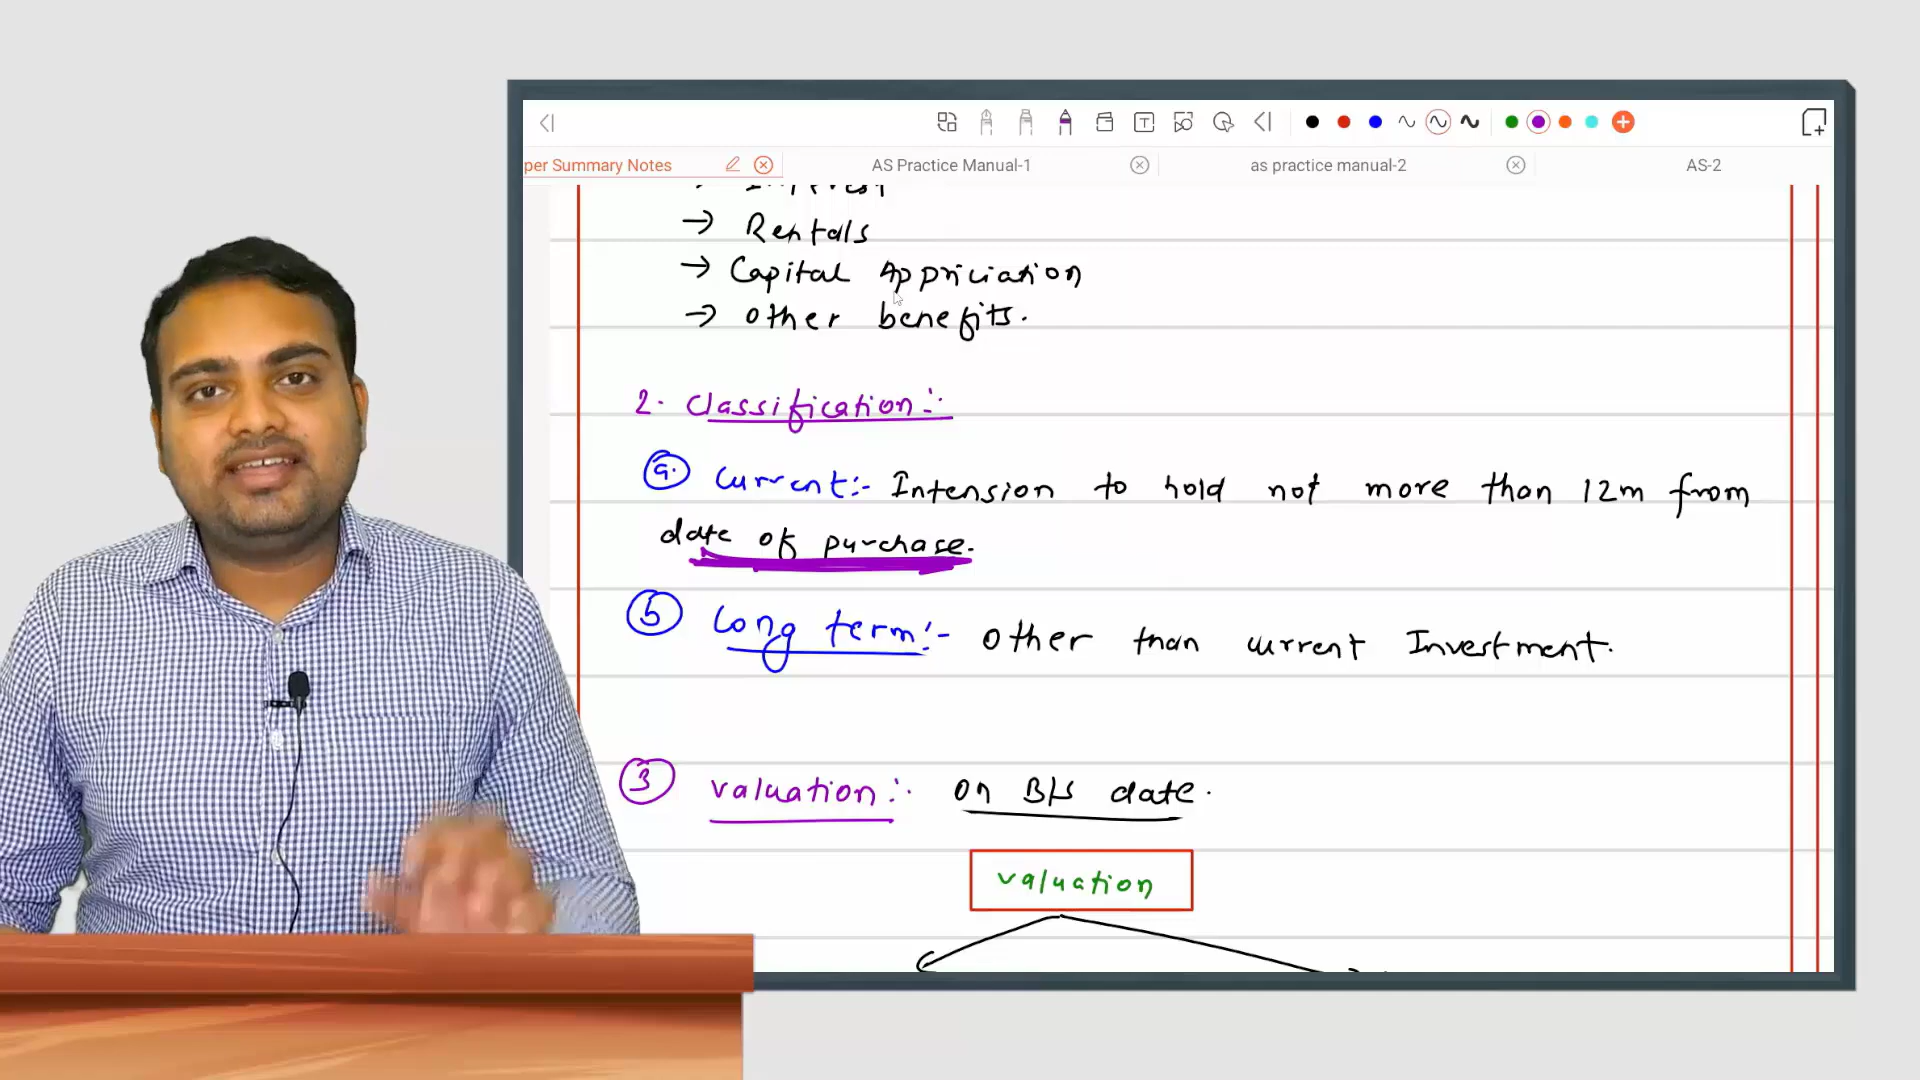 per Summary Notes
AS Practice Manual-1
as practice manual-2
AS-2
→ Rentals
→ Capital Appriciation
→ Other benefits.
2. Classification :-
a. Current:- Intension to hold not more than 12m from
date of purchase.
b Long term:- Other than current Investment.
3 Valuation :- On B/S date.
Valuation